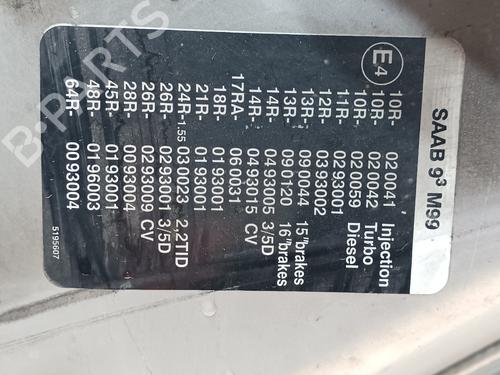 SAAB 9³ M99
E4
10R- 020041, Injection
10R- 020042 Turbo
10R- 020059 Diesel
11R- 0293001
12R- 0393002
13R- 090044 15"brakes
13R- 090120 16"brakes
14R- 0493005 3/5D
14R- 0493015 CV
17RA- 060031
18R- 0193001
21R- 0193001
24R-1.55 030023 2,2TID
26R- 0293001 3/5D
26R- 0293009 CV
28R- 0093004
45R- 0193001
48R- 0196003
64R- 0093004
5195607
B-PARTS